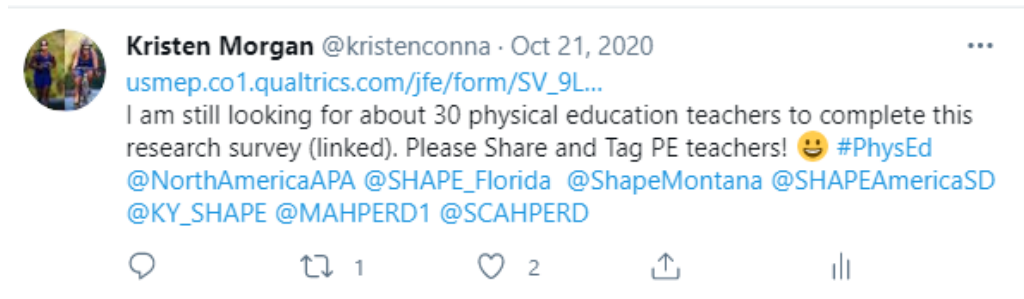 Kristen Morgan @kristenconna · Oct 21, 2020
usmep.co1.qualtrics.com/jfe/form/SV_9L...
I am still looking for about 30 physical education teachers to complete this
research survey (linked). Please Share and Tag PE teachers! 😀 #PhysEd
@NorthAmericaAPA @SHAPE_Florida @ShapeMontana @SHAPEAmericaSD
@KY_SHAPE @MAHPERD1 @SCAHPERD
1 2